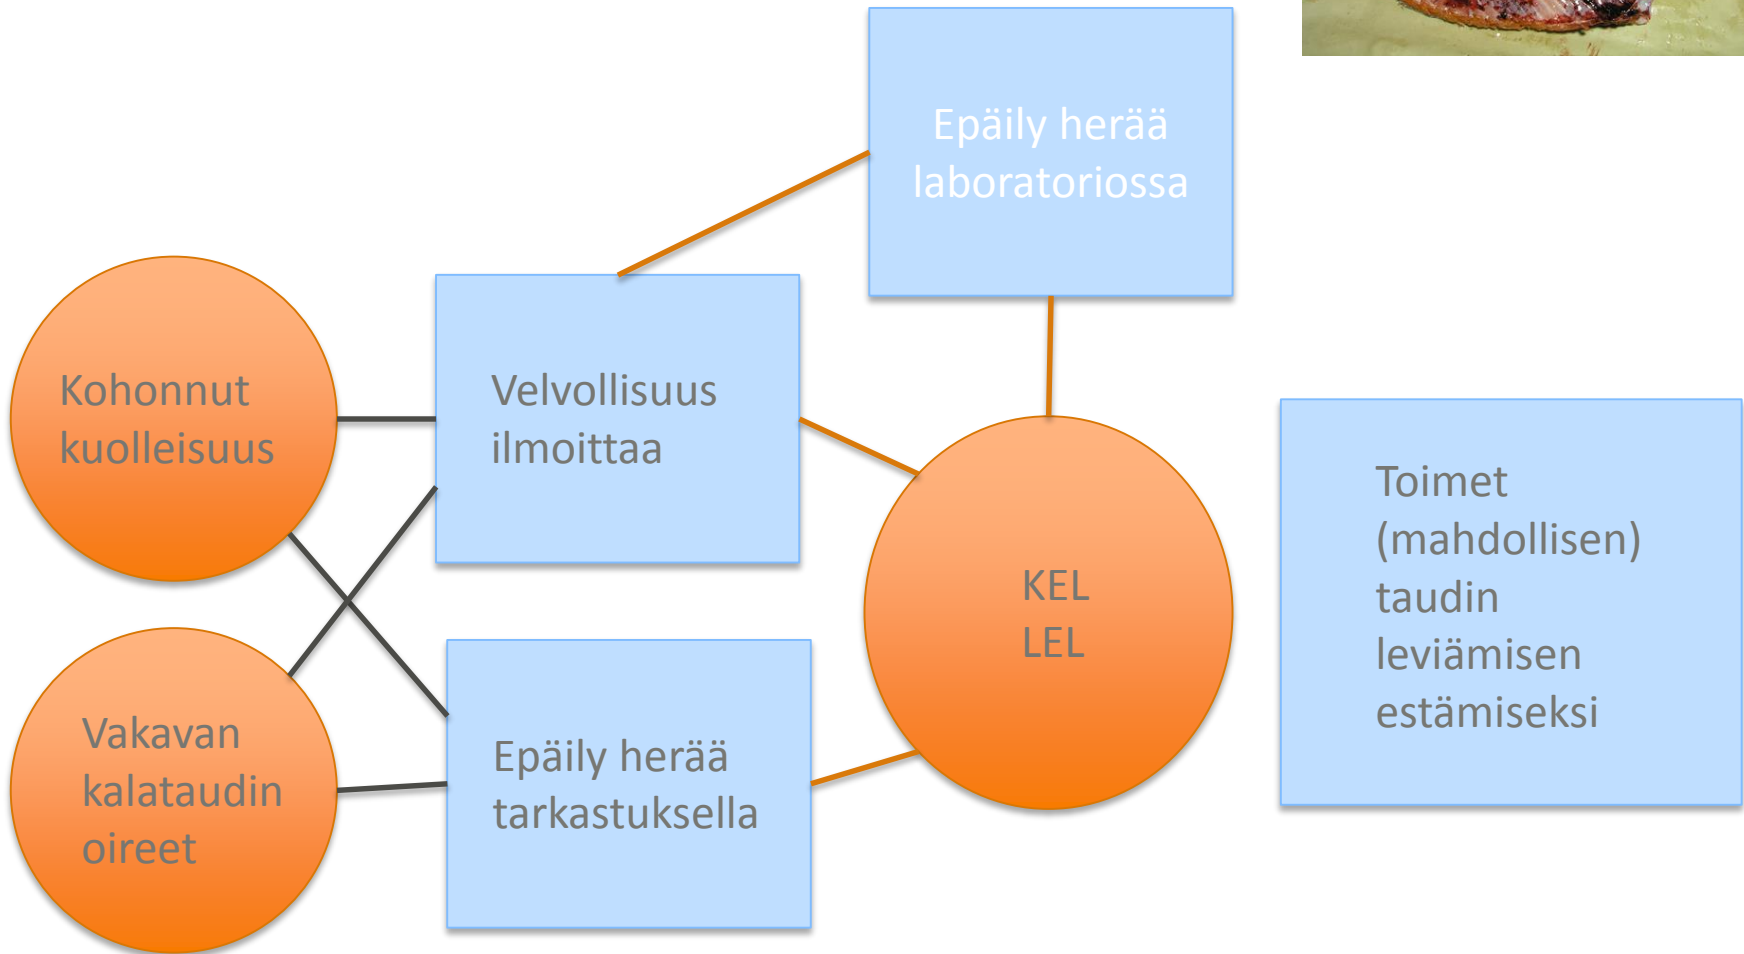 Epäily herää
laboratoriossa
Kohonnut
kuolleisuus
Velvollisuus
ilmoittaa
Vakavan
kalataudin
oireet
Epäily herää
tarkastuksella
KEL
LEL
Toimet
(mahdollisen)
taudin
leviämisen
estämiseksi